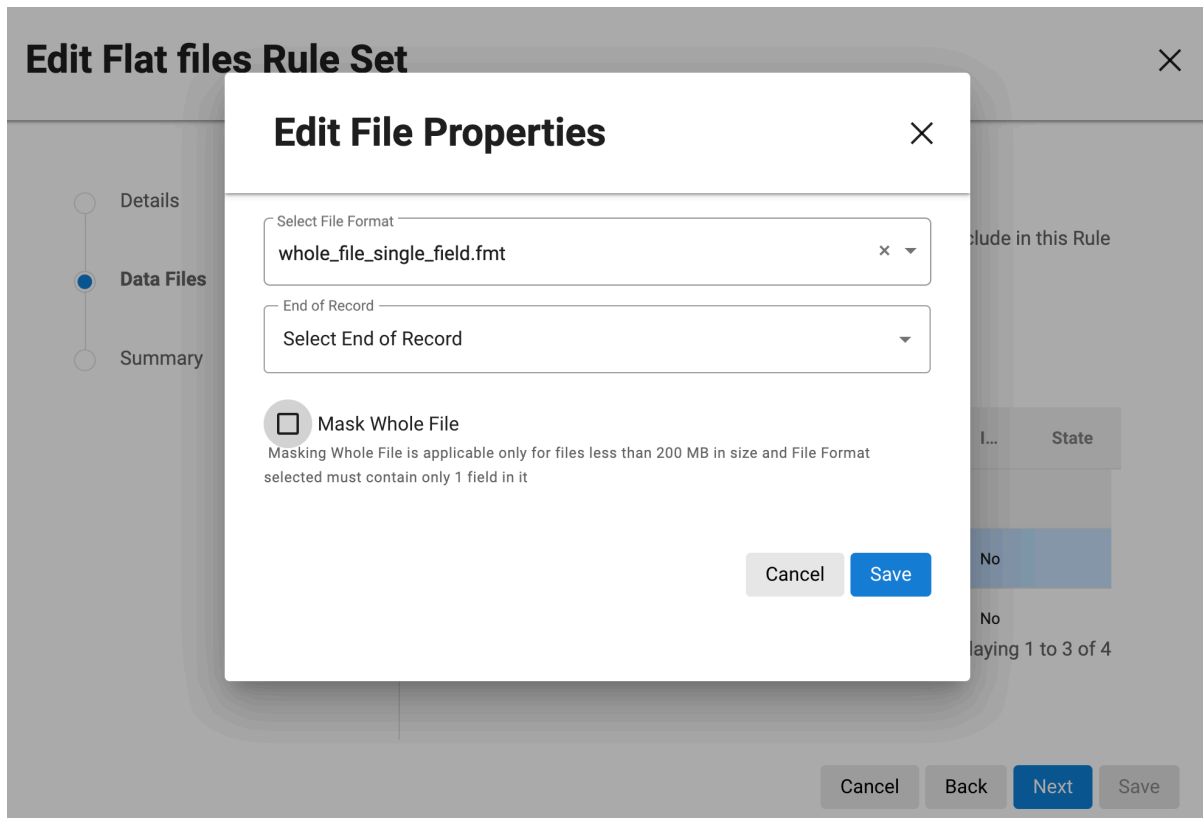 Edit Flat files Rule Set
Edit File Properties
Details
Data Files
Summary
Select File Format
whole_file_single_field.fmt
End of Record
Select End of Record
Mask Whole File
Masking Whole File is applicable only for files less than 200 MB in size and File Format
selected must contain only 1 field in it
Cancel Save
in this Rule
I... State
No
No
1 to 3 of 4
Cancel Back Next Save